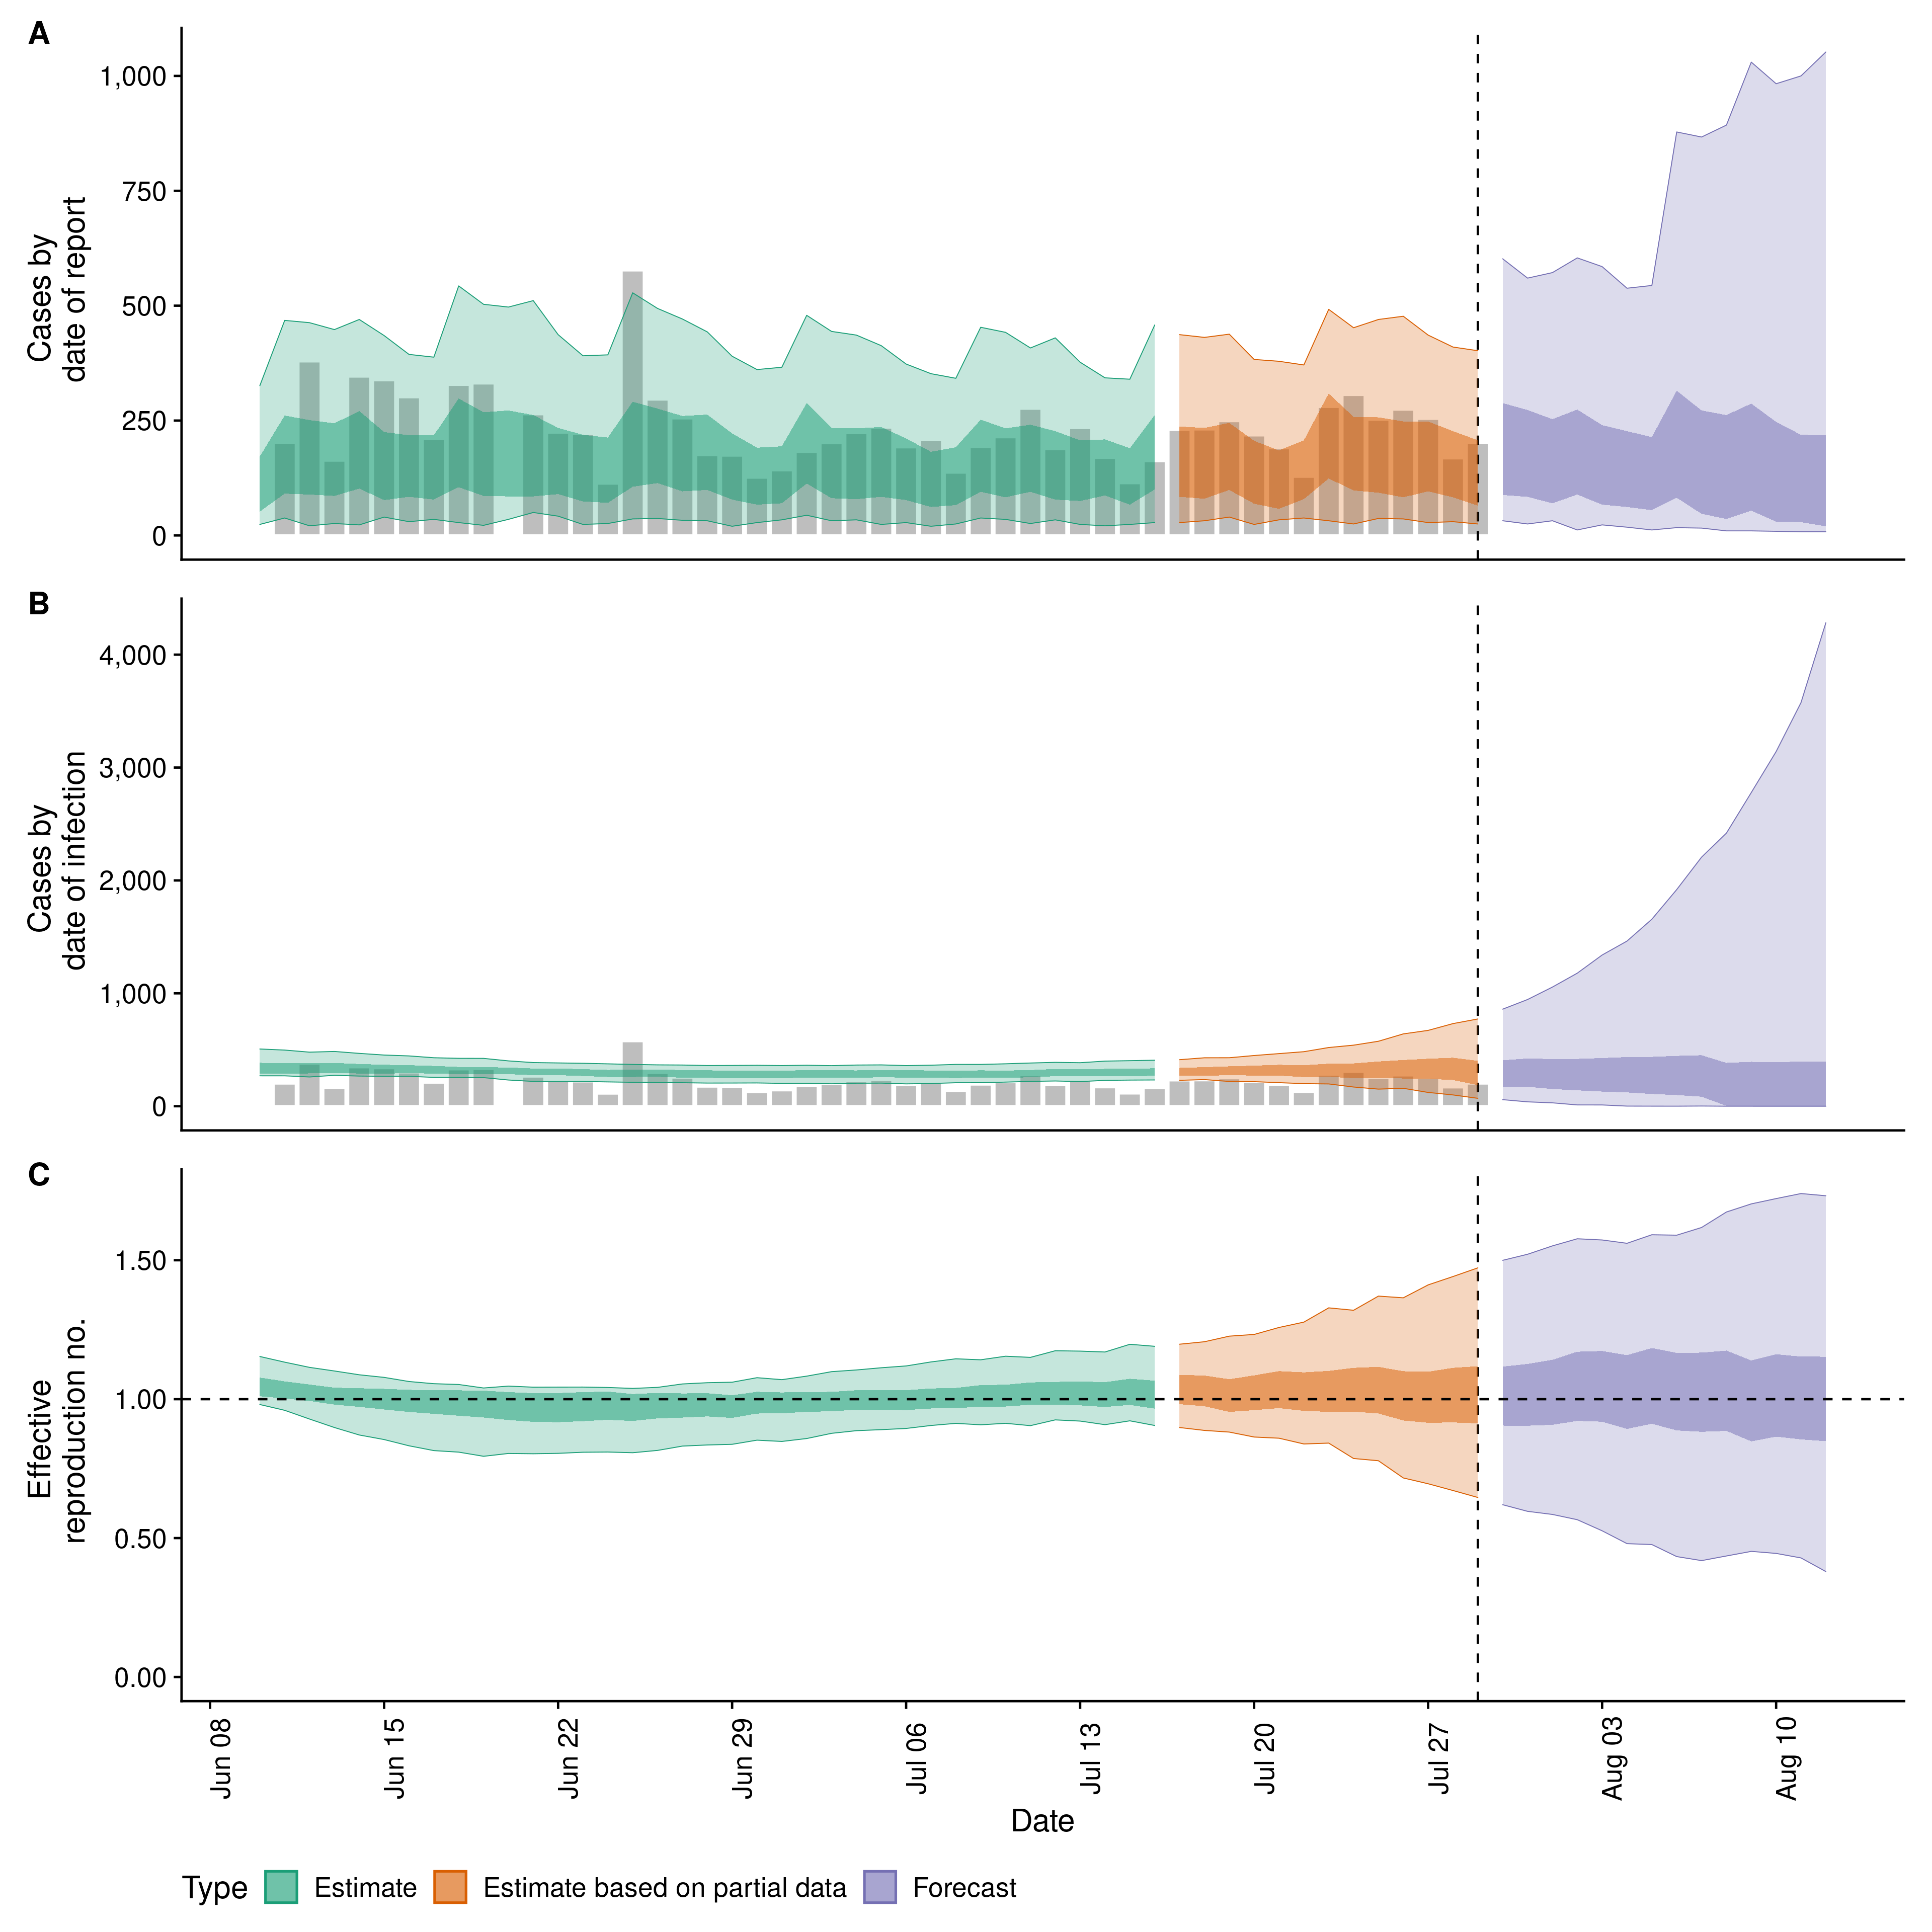 A
1,000
750
500
250
0
Cases by
date of report
B
4,000
3,000
2,000
1,000
0
Cases by
date of infection
C
1.50
1.00
0.50
0.00
Effective
reproduction no.
Jun 08
Jun 15
Jun 22
Jun 29
Jul 06
Jul 13
Jul 20
Jul 27
Aug 03
Aug 10
Date
Type Estimate Estimate based on partial data Forecast